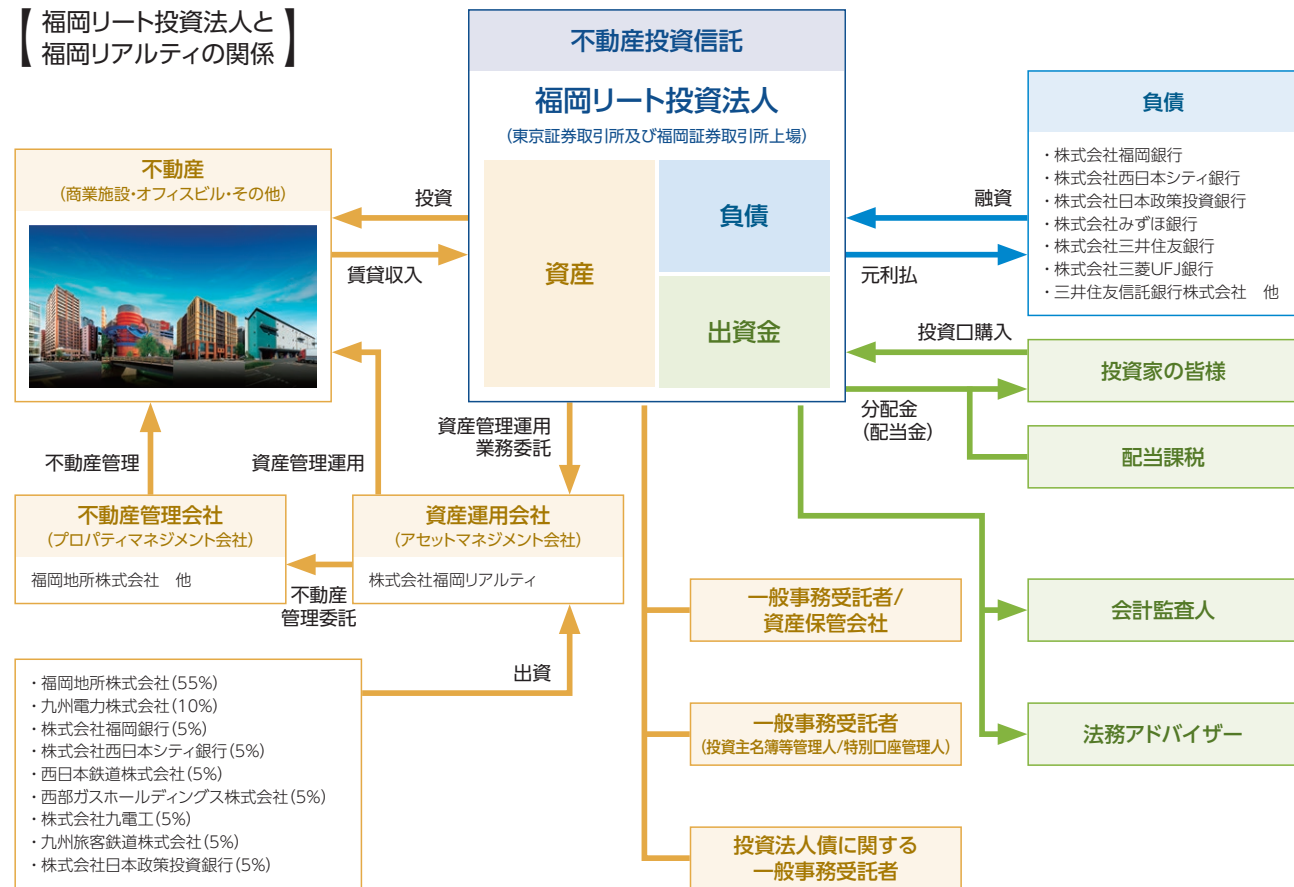 【 福岡リート投資法人と
福岡リアルティの関係 】
不動産投資信託
福岡リート投資法人
(東京証券取引所及び福岡証券取引所上場)
資産
負債
出資金
不動産
(商業施設・オフィスビル・その他)
投資
賃貸収入
融資
元利払
負債
・株式会社福岡銀行
・株式会社西日本シティ銀行
・株式会社日本政策投資銀行
・株式会社みずほ銀行
・株式会社三井住友銀行
・株式会社三菱UFJ銀行
・三井住友信託銀行株式会社　他
投資口購入
投資家の皆様
分配金
(配当金)
配当課税
資産管理運用
業務委託
不動産管理
資産管理運用
不動産管理会社
(プロパティマネジメント会社)
福岡地所株式会社　他
資産運用会社
(アセットマネジメント会社)
株式会社福岡リアルティ
不動産
管理委託
出資
・福岡地所株式会社(55%)
・九州電力株式会社(10%)
・株式会社福岡銀行(5%)
・株式会社西日本シティ銀行(5%)
・西日本鉄道株式会社(5%)
・西部ガスホールディングス株式会社(5%)
・株式会社九電工(5%)
・九州旅客鉄道株式会社(5%)
・株式会社日本政策投資銀行(5%)
一般事務受託者/
資産保管会社
一般事務受託者
(投資主名簿等管理人/特別口座管理人)
投資法人債に関する
一般事務受託者
会計監査人
法務アドバイザー